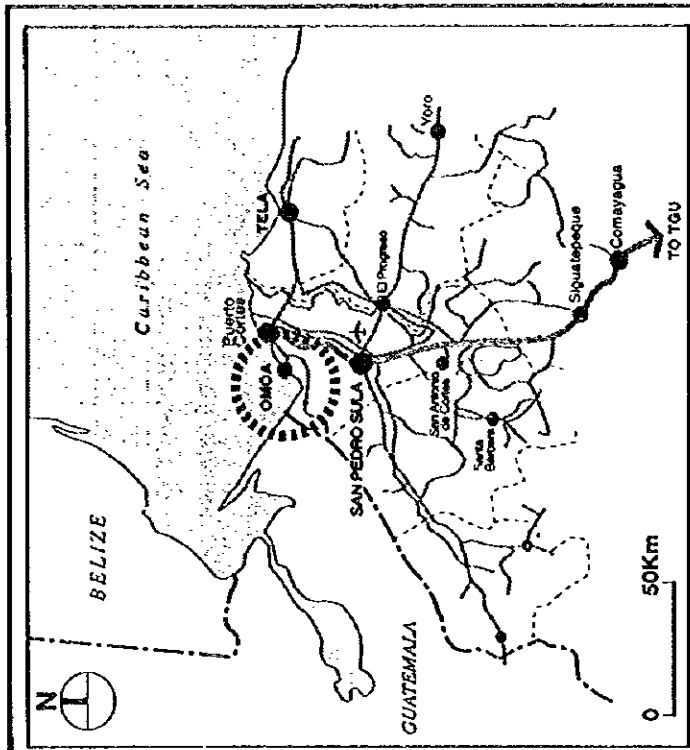 N
BELIZE
Caribbean Sea
GUATEMALA
Puerto
Cortes
OMOA
TELA
SAN PEDRO SULA
El Progreso
Yoro
San Antonio
de Cortes
Santa
Barbara
Siguatepeque
Comayagua
TO TGU
0 50Km